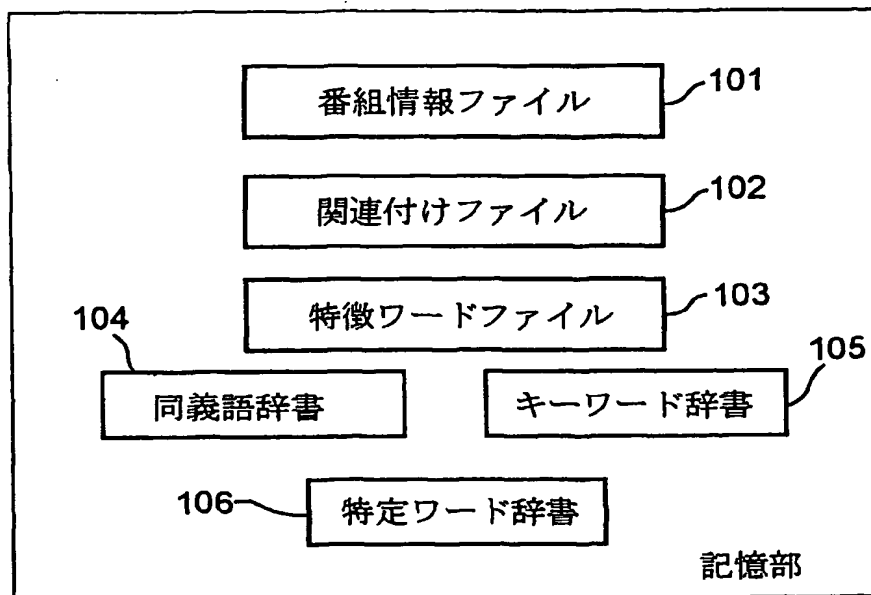 番組情報ファイル 101
関連付けファイル 102
特徴ワードファイル 103
104
同義語辞書
キーワード辞書 105
106 特定ワード辞書
記憶部